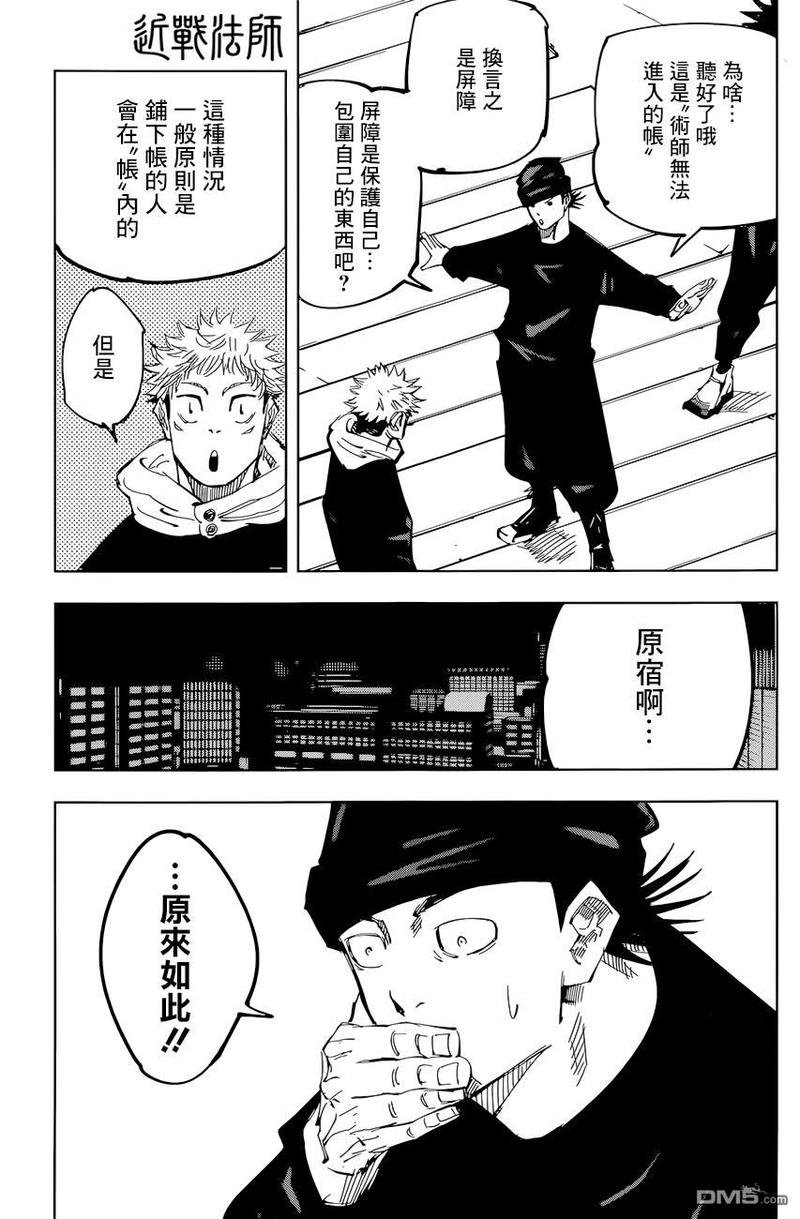 近戰法師
為啥…
聽好了哦
這是〝術師無法
進入的帳〞
換言之
是屏障
屏障是保護自己…
包圍自己的東西吧？
這種情況
一般原則是
鋪下帳的人
會在〝帳〞內的
但是
原宿啊…
…原來如此!!
DM5.com